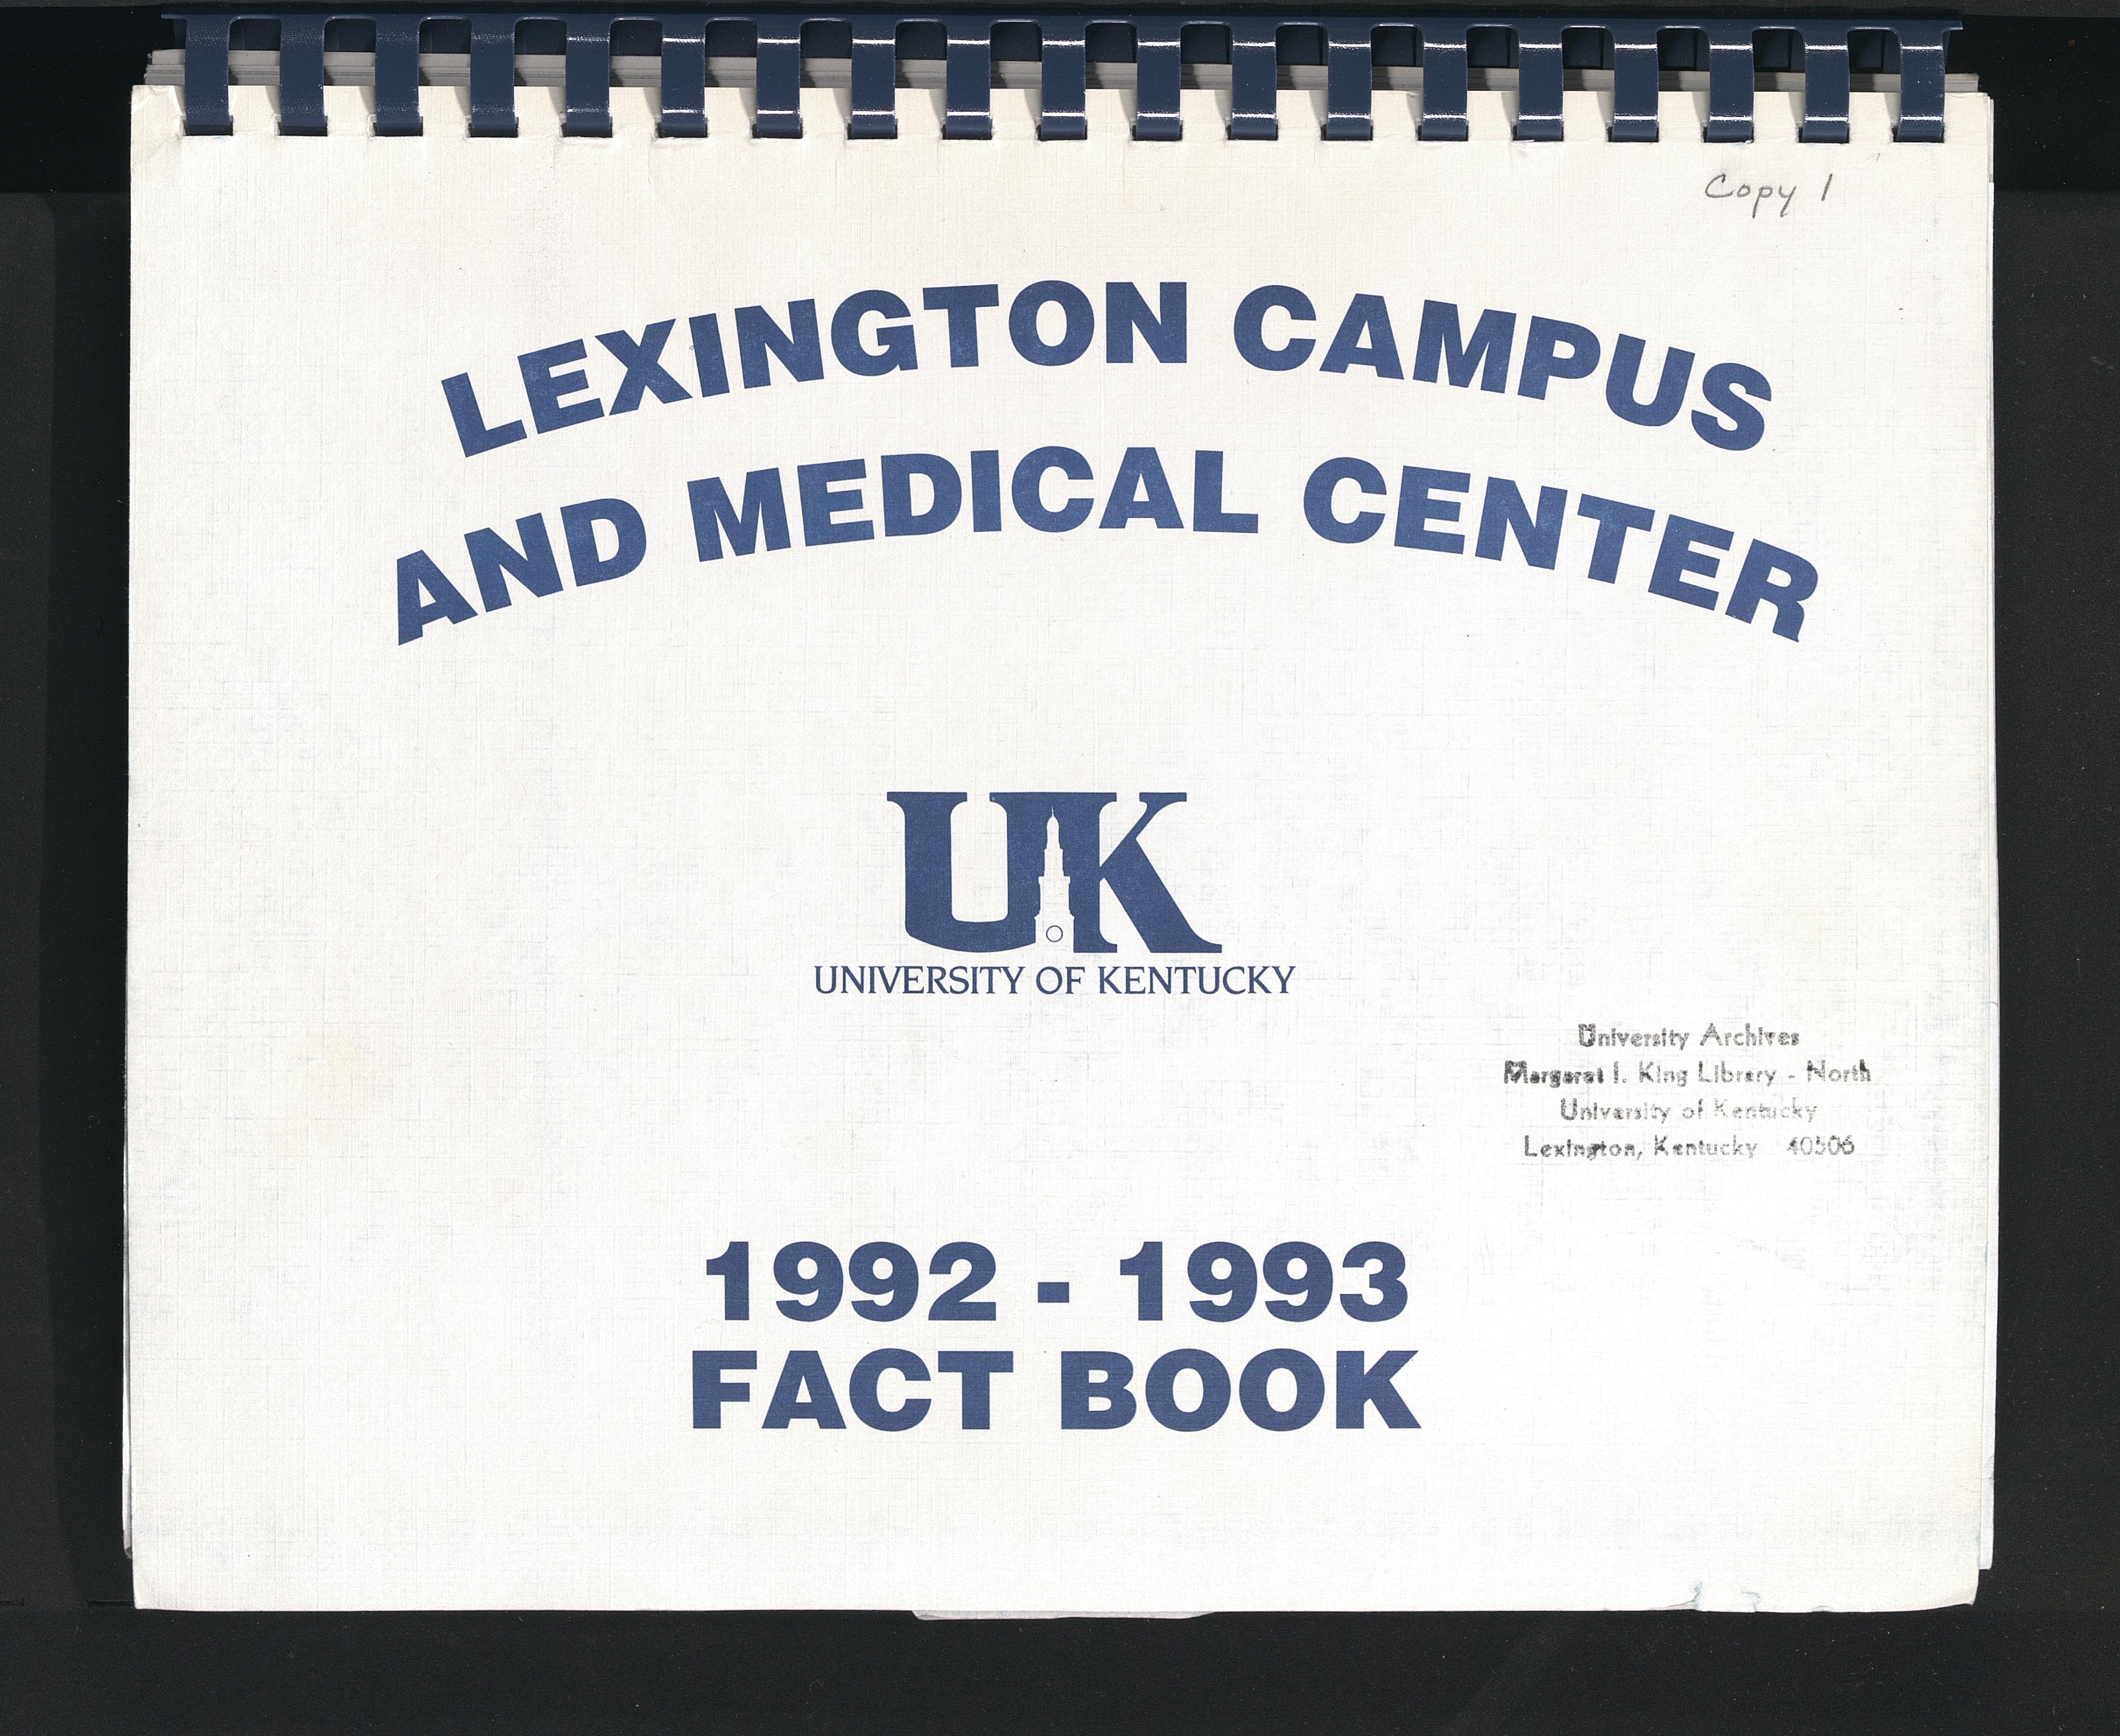 Copy 1
LEXINGTON CAMPUS
AND MEDICAL CENTER
UK
UNIVERSITY OF KENTUCKY
University Archives
Margaret I. King Library - North
University of Kentucky
Lexington, Kentucky 40506
1992 - 1993
FACT BOOK